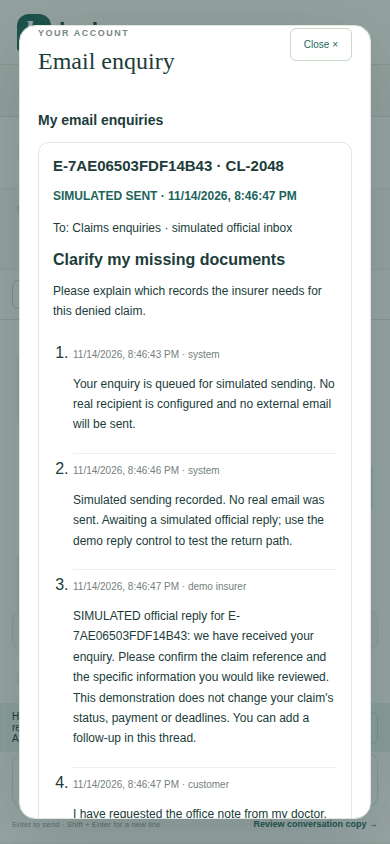 YOUR ACCOUNT
Email enquiry
Close ×
My email enquiries
E-7AE06503FDF14B43 · CL-2048
SIMULATED SENT · 11/14/2026, 8:46:47 PM
To: Claims enquiries · simulated official inbox
Clarify my missing documents
Please explain which records the insurer needs for
this denied claim.
1. 11/14/2026, 8:46:43 PM · system
Your enquiry is queued for simulated sending. No
real recipient is configured and no external email
will be sent.
2. 11/14/2026, 8:46:46 PM · system
Simulated sending recorded. No real email was
sent. Awaiting a simulated official reply; use the
demo reply control to test the return path.
3. 11/14/2026, 8:46:47 PM · demo insurer
SIMULATED official reply for E-
7AE06503FDF14B43: we have received your
enquiry. Please confirm the claim reference and
the specific information you would like reviewed.
This demonstration does not change your claim's
status, payment or deadlines. You can add a
follow-up in this thread.
4. 11/14/2026, 8:46:47 PM · customer
I have requested the office note from my doctor.
Enter to send · Shift + Enter for a new line
Review conversation copy →